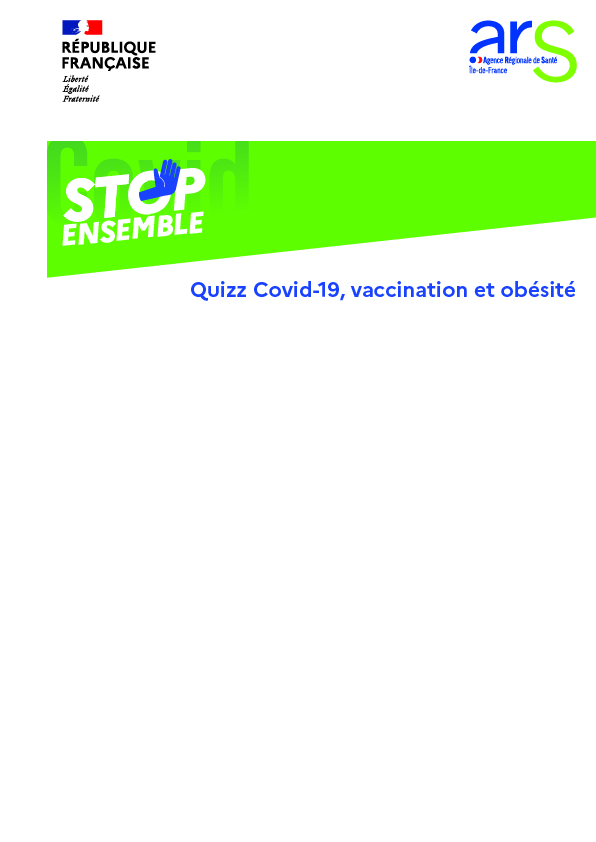 RÉPUBLIQUE
FRANÇAISE
Liberté
Égalité
Fraternité
ars
Agence Régionale de Santé
Île-de-France
Covid
STOP
ENSEMBLE
Quizz Covid-19, vaccination et obésité